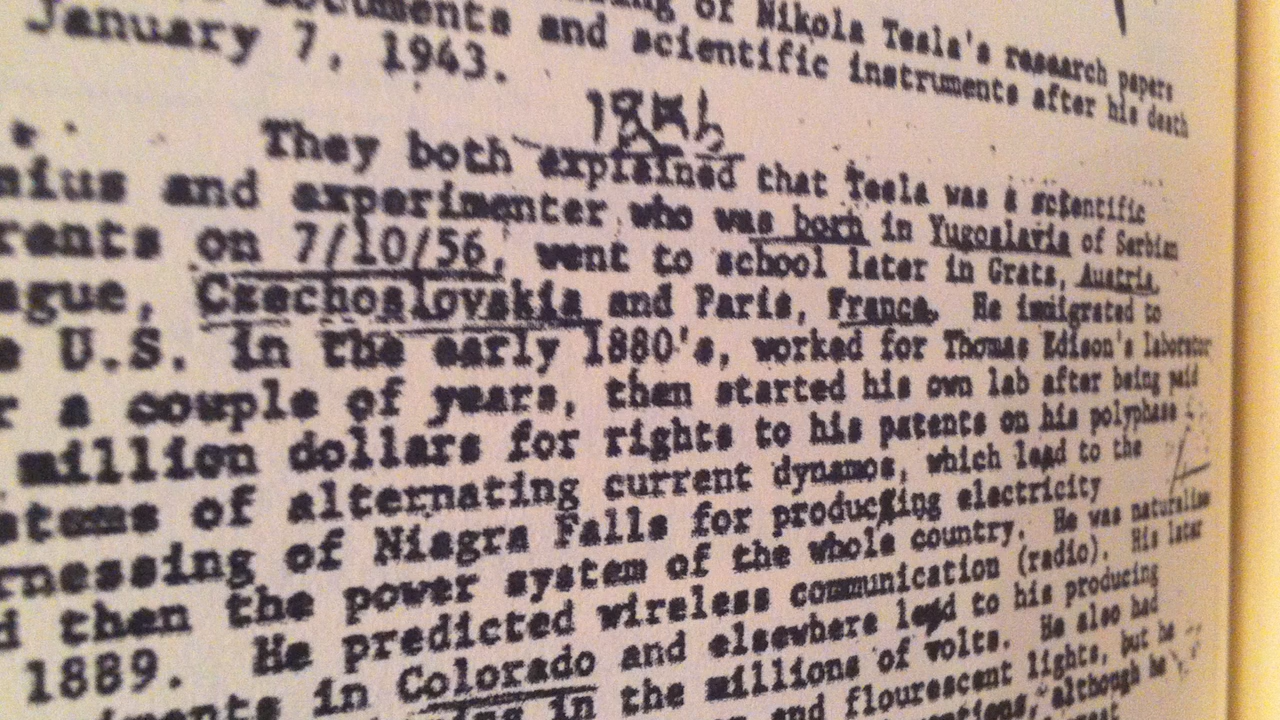 ing of Nikola Tesla's research papers
documents and scientific instruments after his death
January 7, 1943.
1856
They both explained that Tesla was a scientific
nius and experimenter who was born in Yugoslavia of Serbian
rents on 7/10/56, went to school later in Grats, Austria,
ague, Czechoslovakia and Paris, France. He immigrated to
e U.S. in the early 1880's, worked for Thomas Edison's laborator
r a couple of years, then started his own lab after being paid
million dollars for rights to his patents on his polyphase
stems of alternating current dynamos, which lead to the
rnessing of Niagra Falls for producing electricity
d then the power system of the whole country. He was naturalize
1889. He predicted wireless communication (radio). His later
iments in Colorado and elsewhere led to his producing
in the millions of volts. He also had
and flourescent lights, but he
although he